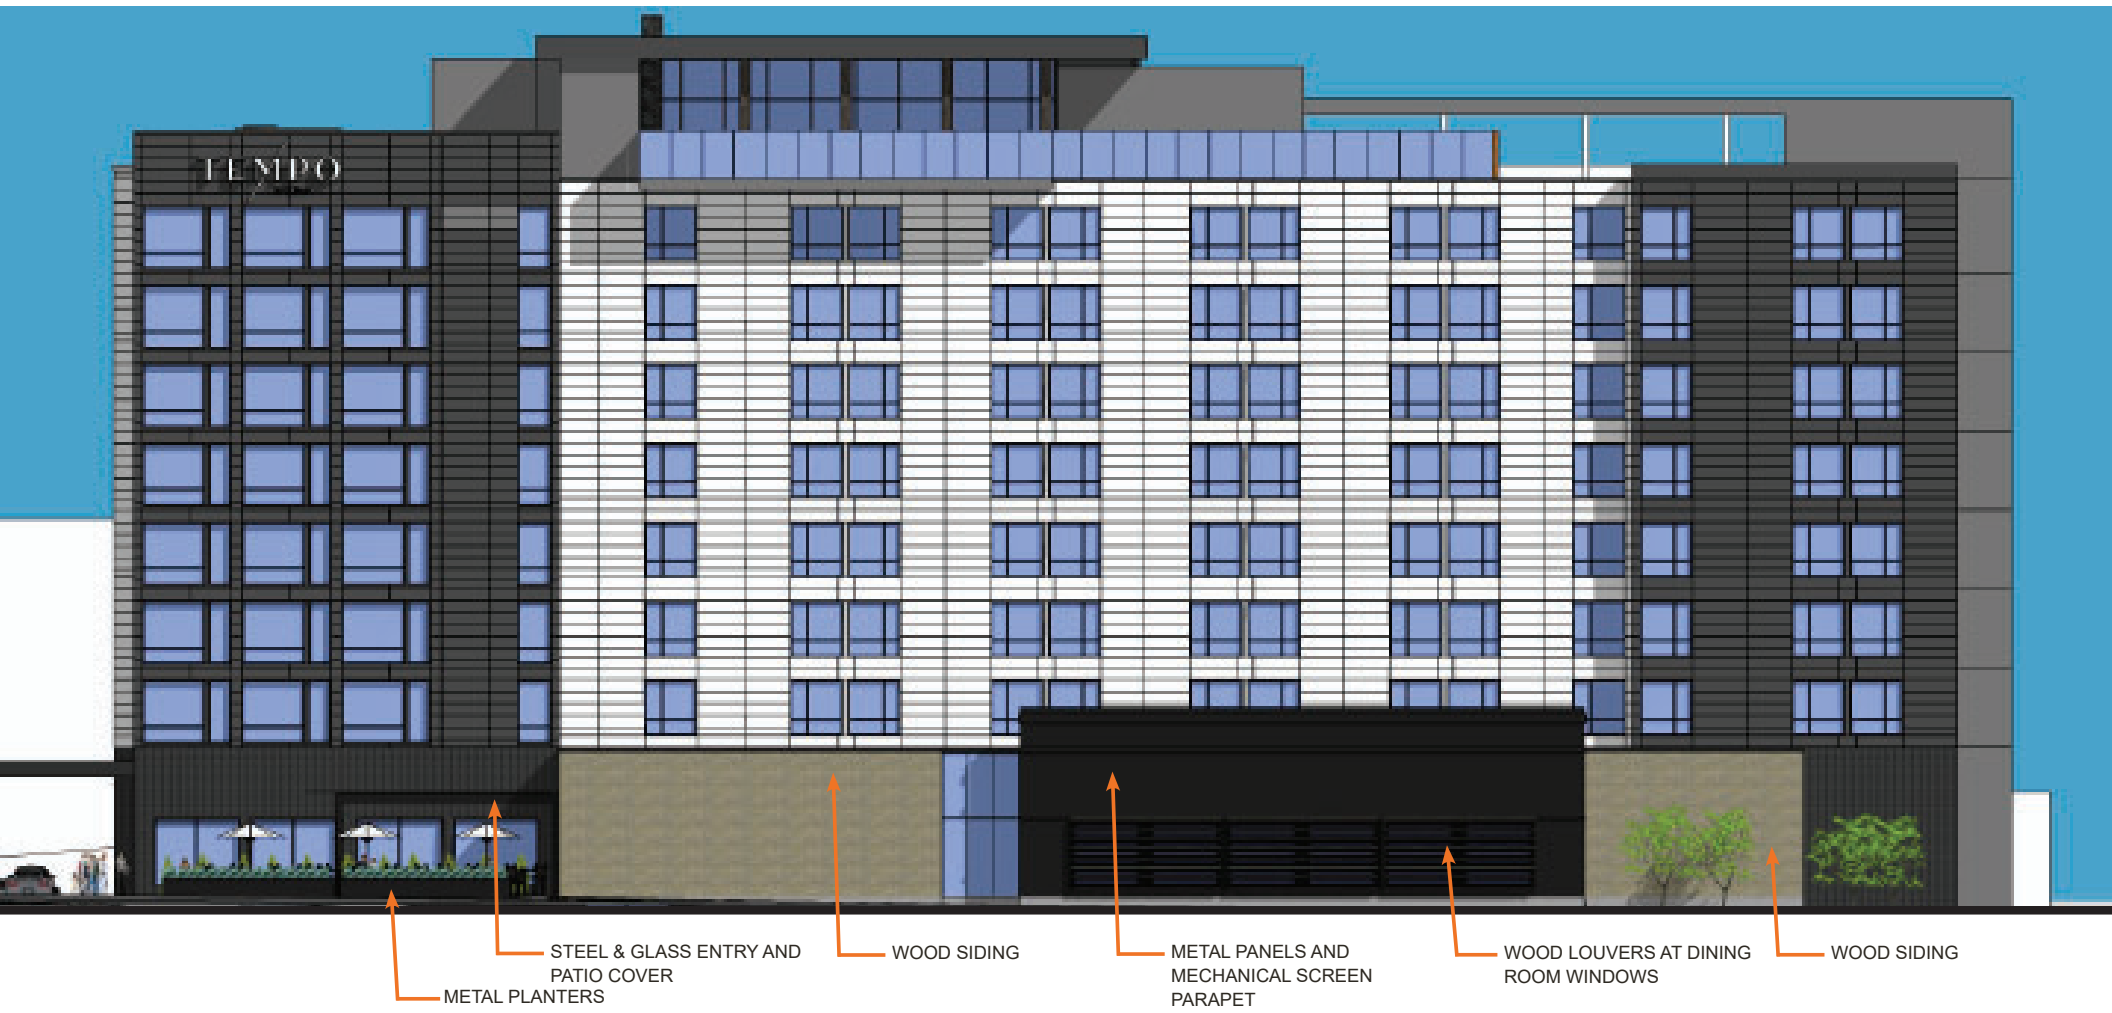 TEMPO
STEEL & GLASS ENTRY AND
PATIO COVER
METAL PLANTERS
WOOD SIDING
METAL PANELS AND
MECHANICAL SCREEN
PARAPET
WOOD LOUVERS AT DINING
ROOM WINDOWS
WOOD SIDING